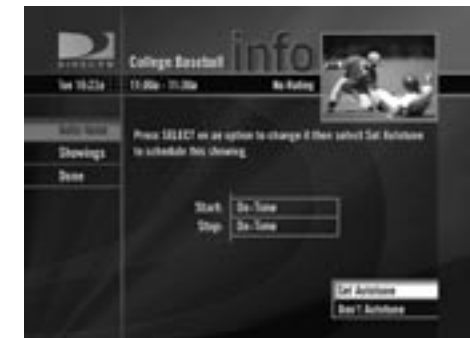 DIRECTV
info
College Baseball
Tue 10:23a 11:00a - 11:30a No Rating
Auto Tune
Press SELECT on an option to change it then select Set Autotune
to schedule this showing
Showings
Done
Start: On-Time
Stop: On-Time
Set Autotune
Don't Autotune